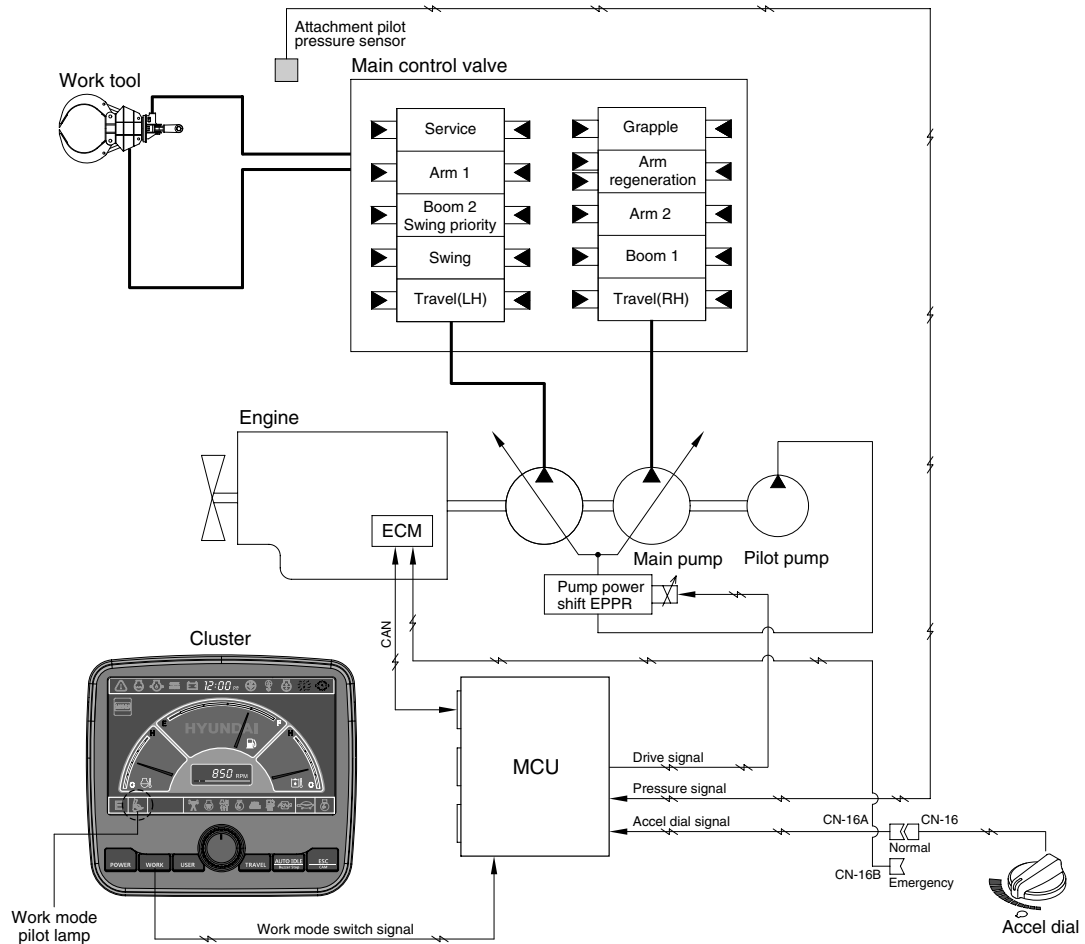 Attachment pilot
pressure sensor
Work tool
Main control valve
Service
Arm 1
Boom 2
Swing priority
Swing
Travel(LH)
Grapple
Arm
regeneration
Arm 2
Boom 1
Travel(RH)
Engine
ECM
Main pump
Pilot pump
Pump power
shift EPPR
CAN
Cluster
12:00
E
F
H
H
HYUNDAI
850 RPM
C
C
E
POWER
WORK
USER
TRAVEL
AUTO IDLE
ESC
CAM
MCU
Drive signal
Pressure signal
Accel dial signal
CN-16A
CN-16
Normal
CN-16B
Emergency
Accel dial
Work mode
pilot lamp
Work mode switch signal